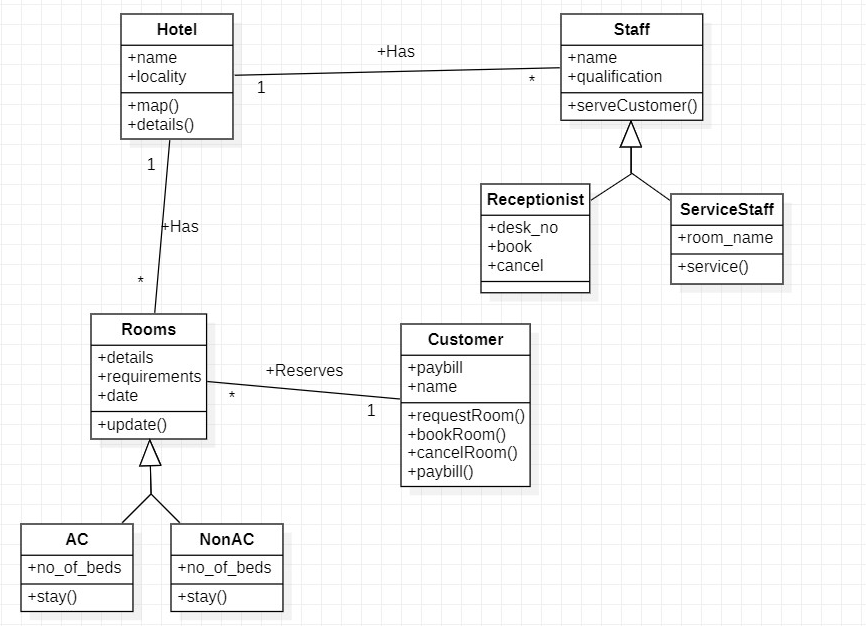 Hotel
+name
+locality
+map()
+details()
+Has
1
*
Staff
+name
+qualification
+serveCustomer()
1
+Has
*
Receptionist
+desk_no
+book
+cancel
ServiceStaff
+room_name
+service()
Rooms
+details
+requirements
+date
+update()
+Reserves
*
1
Customer
+paybill
+name
+requestRoom()
+bookRoom()
+cancelRoom()
+paybill()
AC
+no_of_beds
+stay()
NonAC
+no_of_beds
+stay()